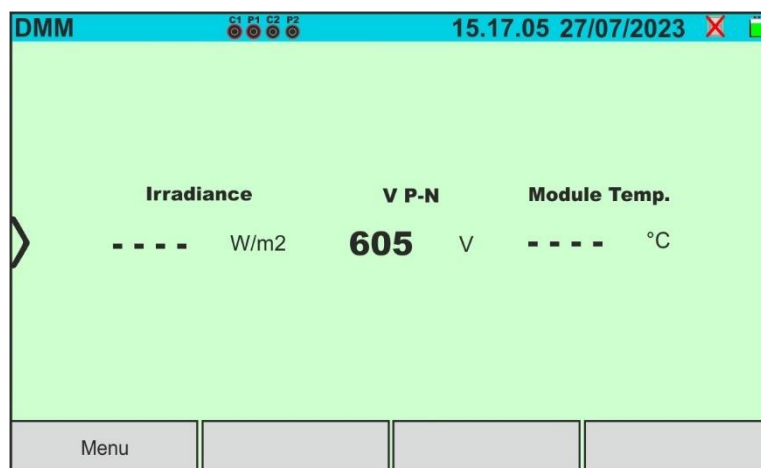 DMM C1 P1 C2 P2 15.17.05 27/07/2023
Irradiance V P-N Module Temp.
- - - - W/m2 605 V - - - - °C
Menu